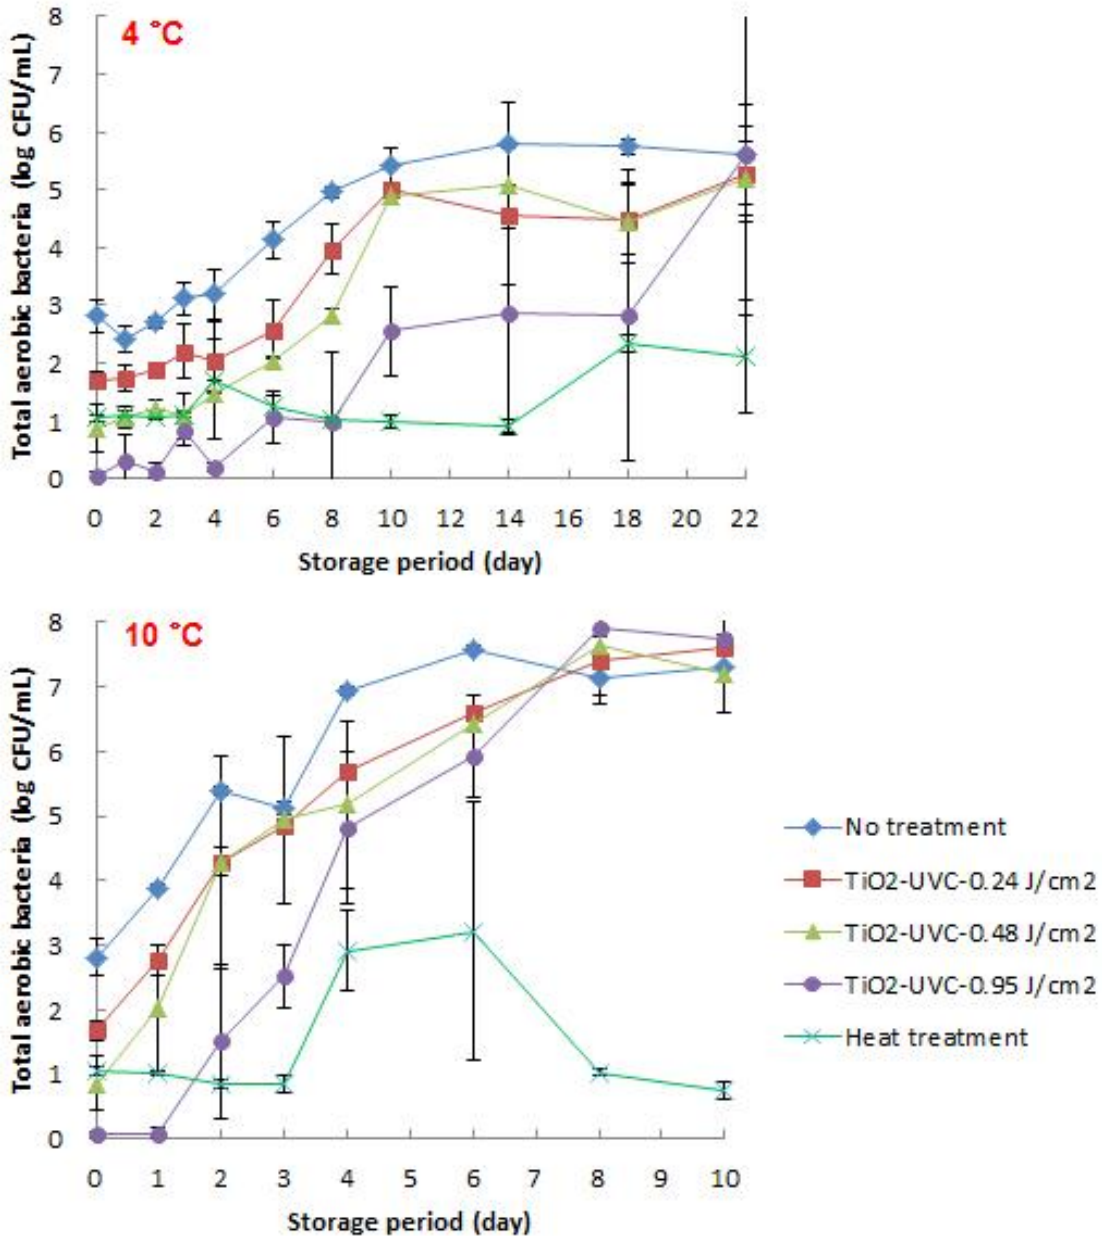 4 °C
Total aerobic bacteria (log CFU/mL)
8
7
6
5
4
3
2
1
0
0 2 4 6 8 10 12 14 16 18 20 22
Storage period (day)
10 °C
Total aerobic bacteria (log CFU/mL)
8
7
6
5
4
3
2
1
0
0 1 2 3 4 5 6 7 8 9 10
Storage period (day)
No treatment
TiO2-UVC-0.24 J/cm2
TiO2-UVC-0.48 J/cm2
TiO2-UVC-0.95 J/cm2
Heat treatment